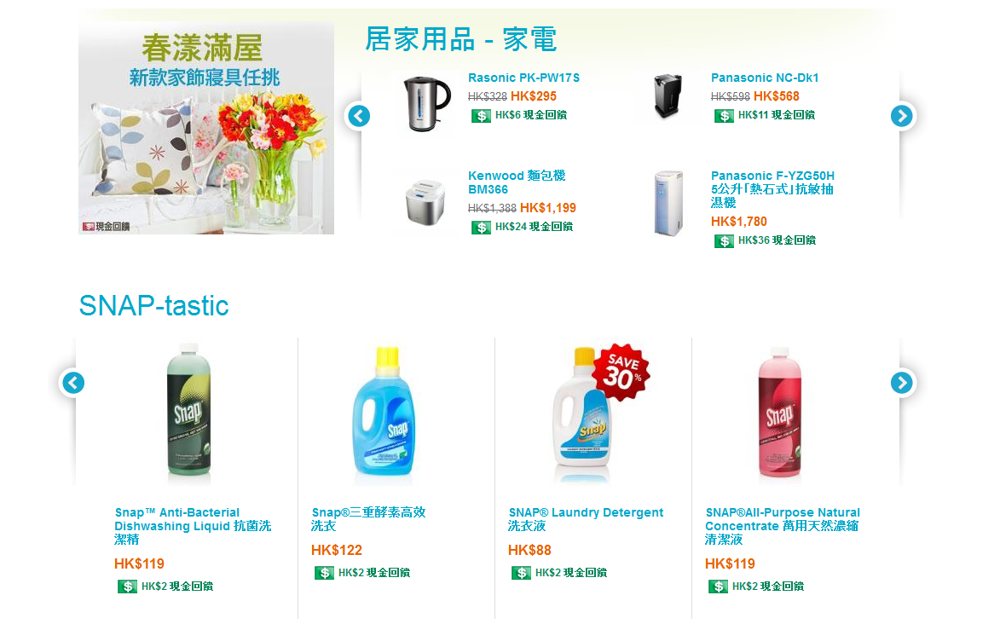 春漾滿屋
新款家飾寢具任挑
現金回饋
居家用品 - 家電
Rasonic PK-PW17S
HK$328 HK$295
HK$6 現金回饋
Panasonic NC-Dk1
HK$598 HK$568
HK$11 現金回饋
Kenwood 麵包機
BM366
HK$1,388 HK$1,199
HK$24 現金回饋
Panasonic F-YZG50H
5公升「熱石式」抗敏抽
濕機
HK$1,780
HK$36 現金回饋
SNAP-tastic
Snap
Snap
SAVE
30%
Snap
Snap
Snap™ Anti-Bacterial
Dishwashing Liquid 抗菌洗
潔精
HK$119
HK$2 現金回饋
Snap®三重酵素高效
洗衣
HK$122
HK$2 現金回饋
SNAP® Laundry Detergent
洗衣液
HK$88
HK$2 現金回饋
SNAP®All-Purpose Natural
Concentrate 萬用天然濃縮
清潔液
HK$119
HK$2 現金回饋